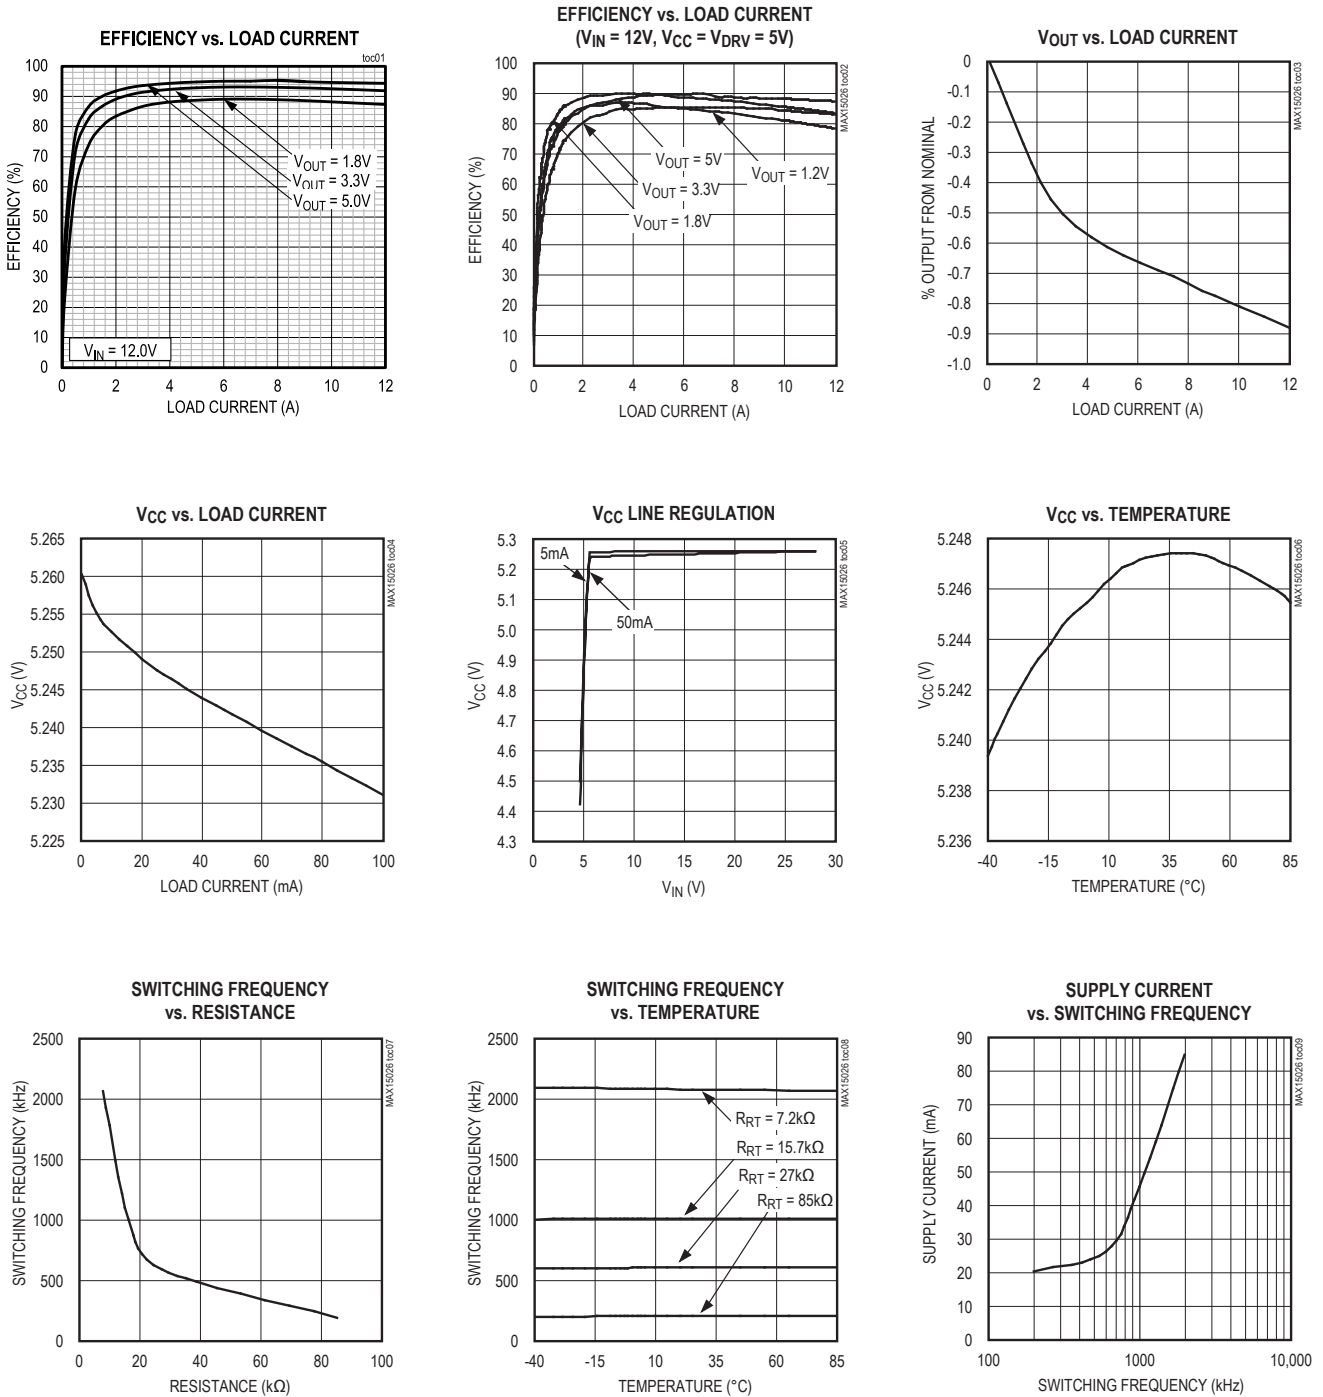 EFFICIENCY vs. LOAD CURRENT
toc01
EFFICIENCY (%)
100
90
80
70
60
50
40
30
20
10
0
VOUT = 1.8V
VOUT = 3.3V
VOUT = 5.0V
VIN = 12.0V
0 2 4 6 8 10 12
LOAD CURRENT (A)
EFFICIENCY vs. LOAD CURRENT
(VIN = 12V, VCC = VDRV = 5V)
MAX15026 toc02
EFFICIENCY (%)
100
90
80
70
60
50
40
30
20
10
0
VOUT = 5V
VOUT = 1.2V
VOUT = 3.3V
VOUT = 1.8V
0 2 4 6 8 10 12
LOAD CURRENT (A)
VOUT vs. LOAD CURRENT
MAX15026 toc03
% OUTPUT FROM NOMINAL
0
-0.1
-0.2
-0.3
-0.4
-0.5
-0.6
-0.7
-0.8
-0.9
-1.0
0 2 4 6 8 10 12
LOAD CURRENT (A)
VCC vs. LOAD CURRENT
MAX15026 toc04
VCC (V)
5.265
5.260
5.255
5.250
5.245
5.240
5.235
5.230
5.225
0 20 40 60 80 100
LOAD CURRENT (mA)
VCC LINE REGULATION
MAX15026 toc05
VCC (V)
5.3
5.2
5.1
5.0
4.9
4.8
4.7
4.6
4.5
4.4
4.3
5mA
50mA
0 5 10 15 20 25 30
VIN (V)
VCC vs. TEMPERATURE
MAX15026 toc06
VCC (V)
5.248
5.246
5.244
5.242
5.240
5.238
5.236
-40 -15 10 35 60 85
TEMPERATURE (°C)
SWITCHING FREQUENCY
vs. RESISTANCE
MAX15026 toc07
SWITCHING FREQUENCY (kHz)
2500
2000
1500
1000
500
0
0 20 40 60 80 100
RESISTANCE (kΩ)
SWITCHING FREQUENCY
vs. TEMPERATURE
MAX15026 toc08
SWITCHING FREQUENCY (kHz)
2500
2000
1500
1000
500
0
RRT = 7.2kΩ
RRT = 15.7kΩ
RRT = 27kΩ
RRT = 85kΩ
-40 -15 10 35 60 85
TEMPERATURE (°C)
SUPPLY CURRENT
vs. SWITCHING FREQUENCY
MAX15026 toc09
SUPPLY CURRENT (mA)
90
80
70
60
50
40
30
20
10
0
100 1000 10,000
SWITCHING FREQUENCY (kHz)